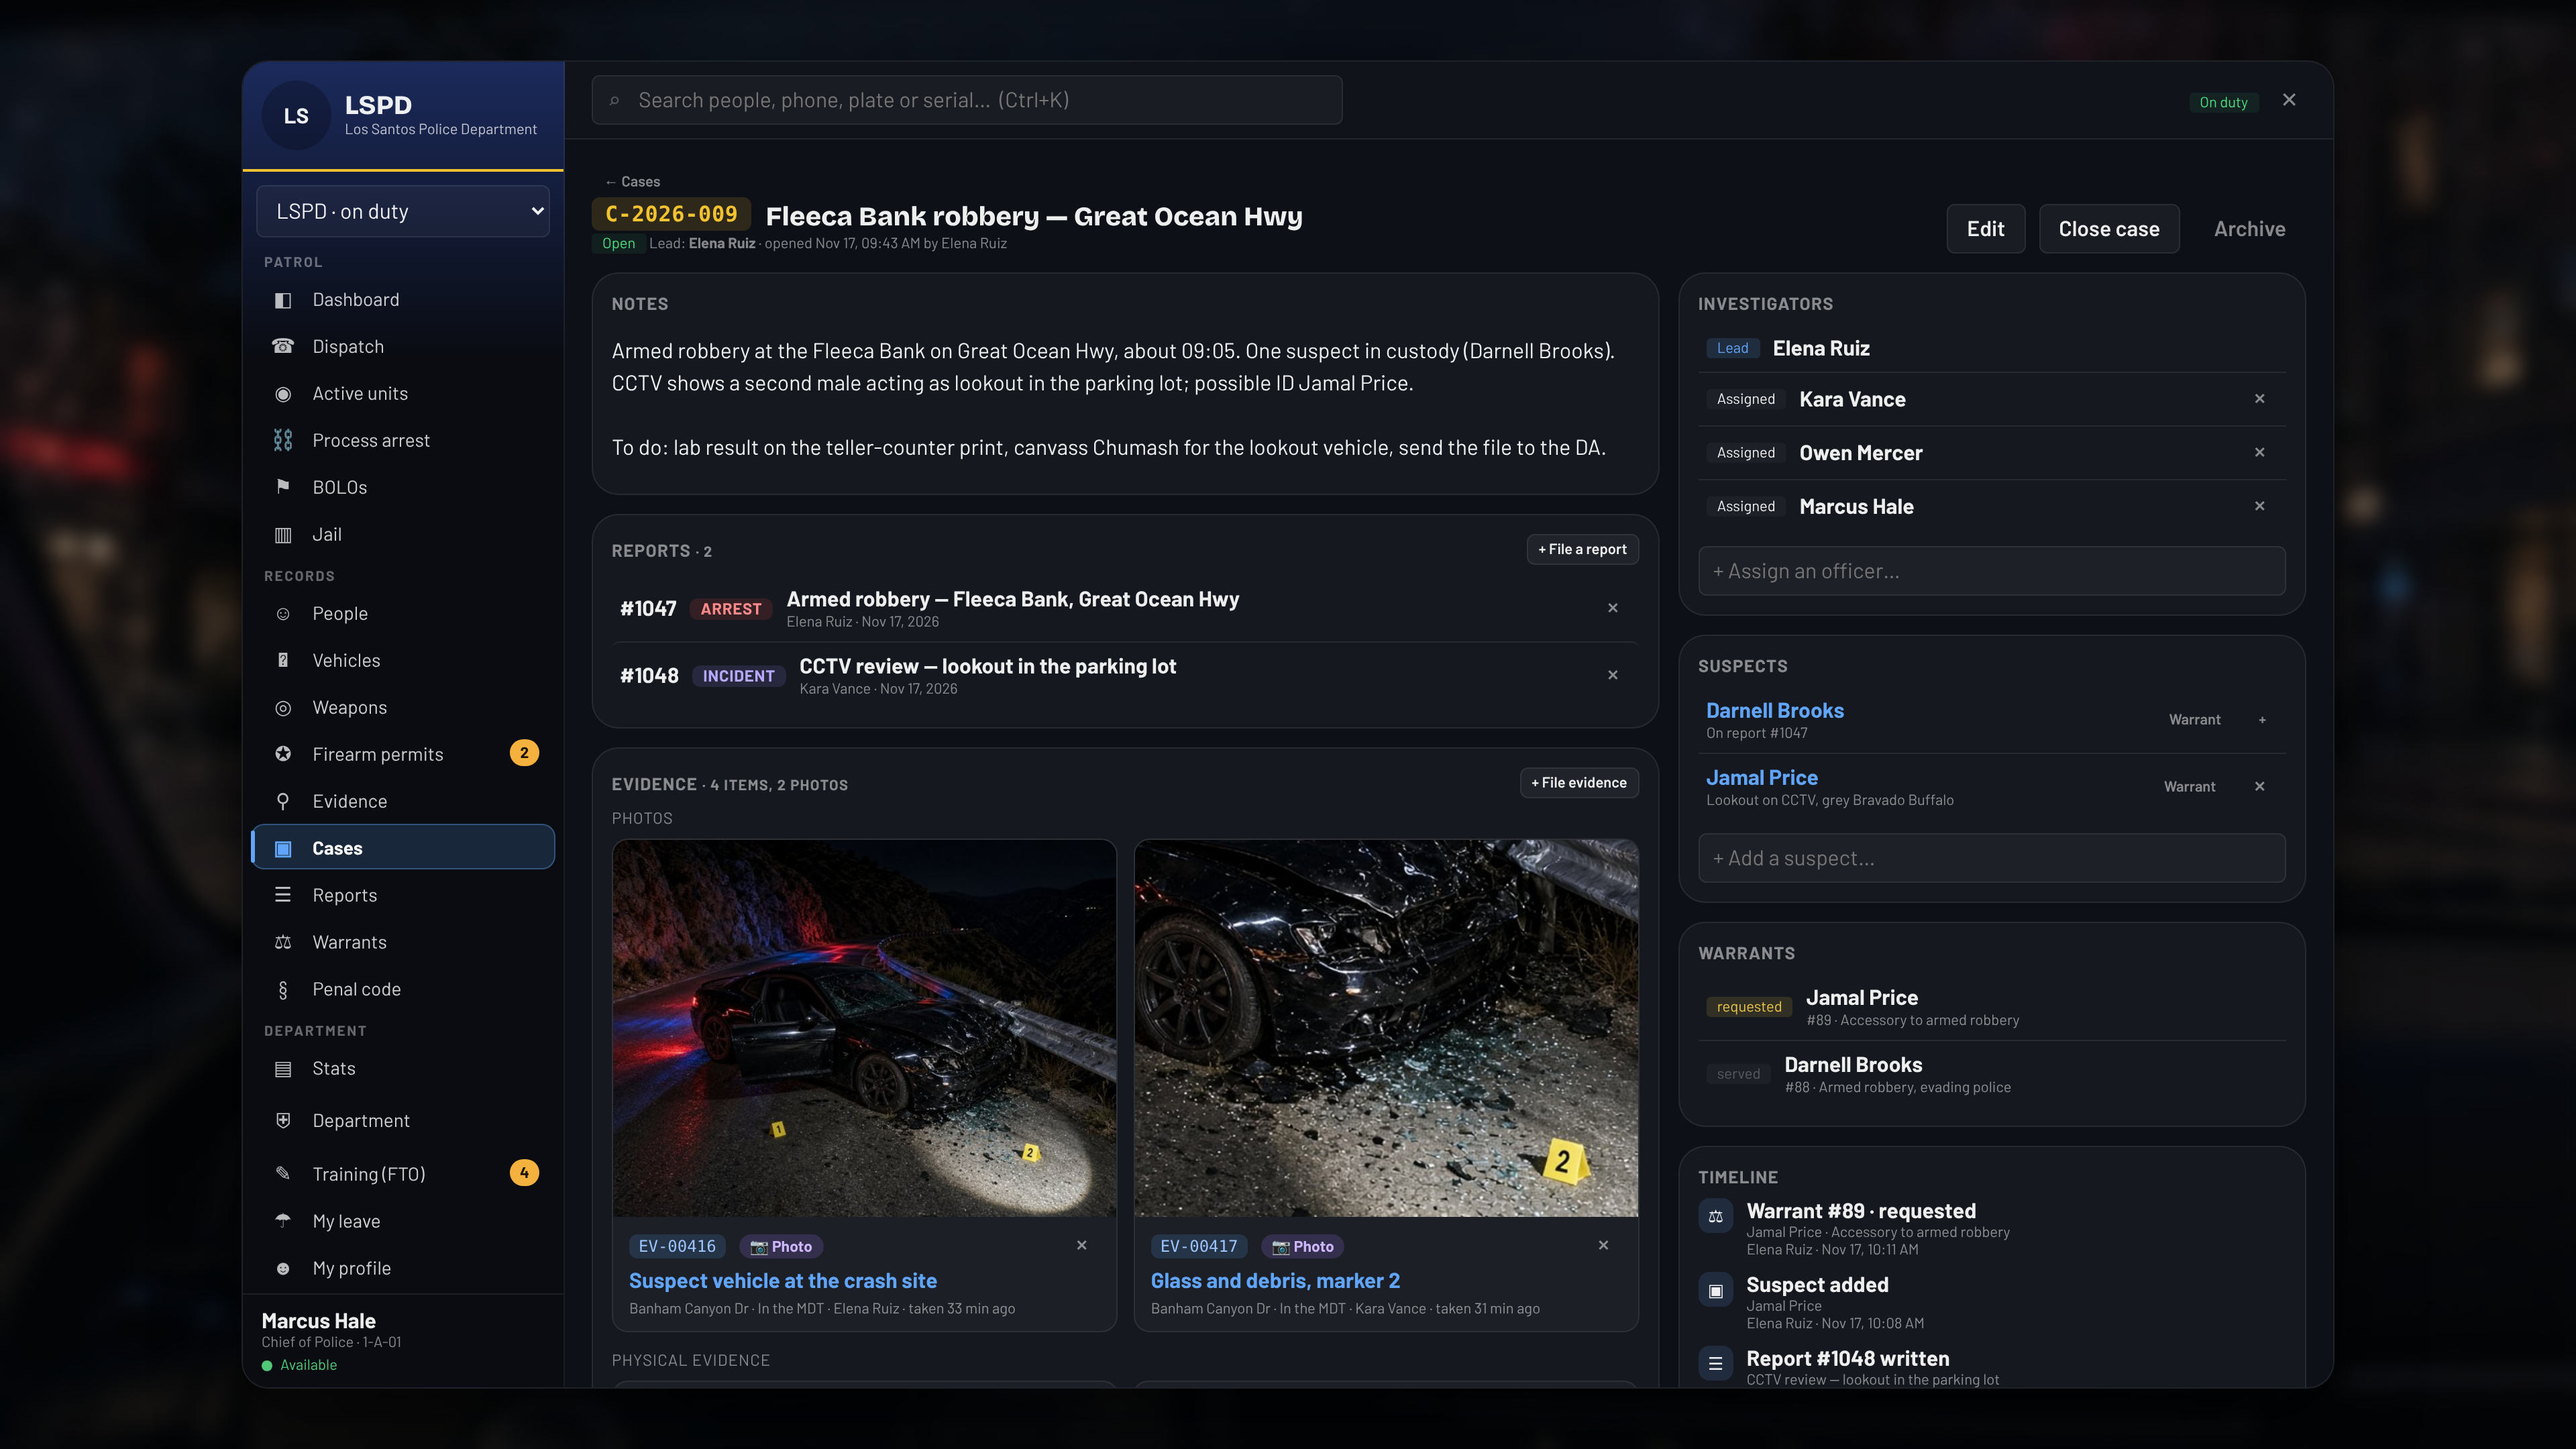 LS
LSPD
Los Santos Police Department
LSPD · on duty
PATROL
Dashboard
Dispatch
Active units
Process arrest
BOLOs
Jail
RECORDS
People
Vehicles
Weapons
Firearm permits 2
Evidence
Cases
Reports
Warrants
§ Penal code
DEPARTMENT
Stats
Department
Training (FTO) 4
My leave
My profile
Marcus Hale
Chief of Police · 1-A-01
Available
Search people, phone, plate or serial... (Ctrl+K)
On duty ✕
← Cases
C-2026-009 Fleeca Bank robbery — Great Ocean Hwy
Open Lead: Elena Ruiz · opened Nov 17, 09:43 AM by Elena Ruiz
Edit Close case Archive
NOTES
Armed robbery at the Fleeca Bank on Great Ocean Hwy, about 09:05. One suspect in custody (Darnell Brooks).
CCTV shows a second male acting as lookout in the parking lot; possible ID Jamal Price.
To do: lab result on the teller-counter print, canvass Chumash for the lookout vehicle, send the file to the DA.
REPORTS · 2 + File a report
#1047 ARREST Armed robbery — Fleeca Bank, Great Ocean Hwy ✕
Elena Ruiz · Nov 17, 2026
#1048 INCIDENT CCTV review — lookout in the parking lot ✕
Kara Vance · Nov 17, 2026
EVIDENCE · 4 ITEMS, 2 PHOTOS + File evidence
PHOTOS
1
2
2
EV-00416 📷 Photo ✕
Suspect vehicle at the crash site
Banham Canyon Dr · In the MDT · Elena Ruiz · taken 33 min ago
EV-00417 📷 Photo ✕
Glass and debris, marker 2
Banham Canyon Dr · In the MDT · Kara Vance · taken 31 min ago
PHYSICAL EVIDENCE
INVESTIGATORS
Lead Elena Ruiz
Assigned Kara Vance ✕
Assigned Owen Mercer ✕
Assigned Marcus Hale ✕
+ Assign an officer...
SUSPECTS
Darnell Brooks Warrant +
On report #1047
Jamal Price Warrant ✕
Lookout on CCTV, grey Bravado Buffalo
+ Add a suspect...
WARRANTS
requested Jamal Price
#89 · Accessory to armed robbery
served Darnell Brooks
#88 · Armed robbery, evading police
TIMELINE
Warrant #89 · requested
Jamal Price · Accessory to armed robbery
Elena Ruiz · Nov 17, 10:11 AM
Suspect added
Jamal Price
Elena Ruiz · Nov 17, 10:08 AM
Report #1048 written
CCTV review — lookout in the parking lot